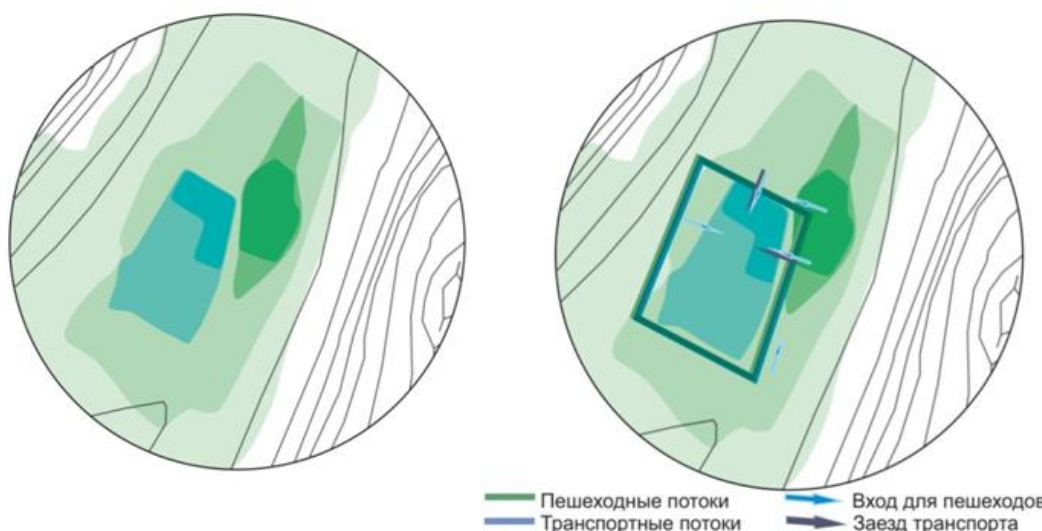 Пешеходные потоки
Вход для пешеходов
Транспортные потоки
Заезд транспорта